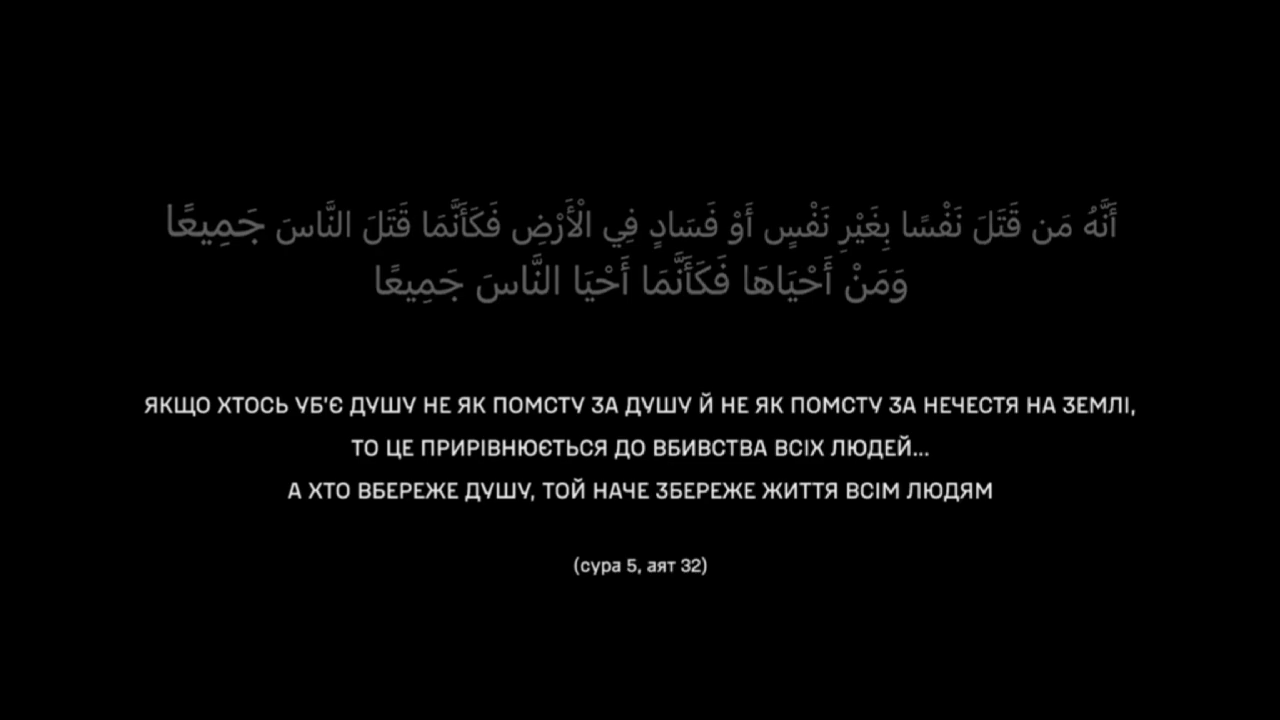 أَنَّهُ مَن قَتَلَ نَفْسًا بِغَيْرِ نَفْسٍ أَوْ فَسَادٍ فِي الْأَرْضِ فَكَأَنَّمَا قَتَلَ النَّاسَ جَمِيعًا
وَمَنْ أَحْيَاهَا فَكَأَنَّمَا أَحْيَا النَّاسَ جَمِيعًا
ЯКЩО ХТОСЬ УБ'Є ДУШУ НЕ ЯК ПОМСТУ ЗА ДУШУ Й НЕ ЯК ПОМСТУ ЗА НЕЧЕСТЯ НА ЗЕМЛІ,
ТО ЦЕ ПРИРІВНЮЄТЬСЯ ДО ВБИВСТВА ВСІХ ЛЮДЕЙ...
А ХТО ВБЕРЕЖЕ ДУШУ, ТОЙ НАЧЕ ЗБЕРЕЖЕ ЖИТТЯ ВСІМ ЛЮДЯМ
(сура 5, аят 32)